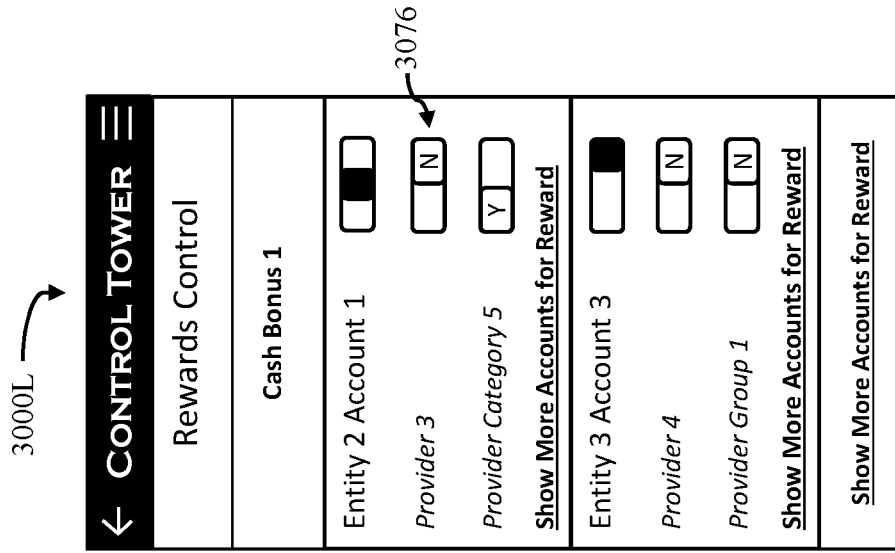 3000L
← CONTROL TOWER
Rewards Control
Cash Bonus 1
Entity 2 Account 1
Provider 3 N
3076
Provider Category 5 Y
Show More Accounts for Reward
Entity 3 Account 3
Provider 4 N
Provider Group 1 N
Show More Accounts for Reward
Show More Accounts for Reward